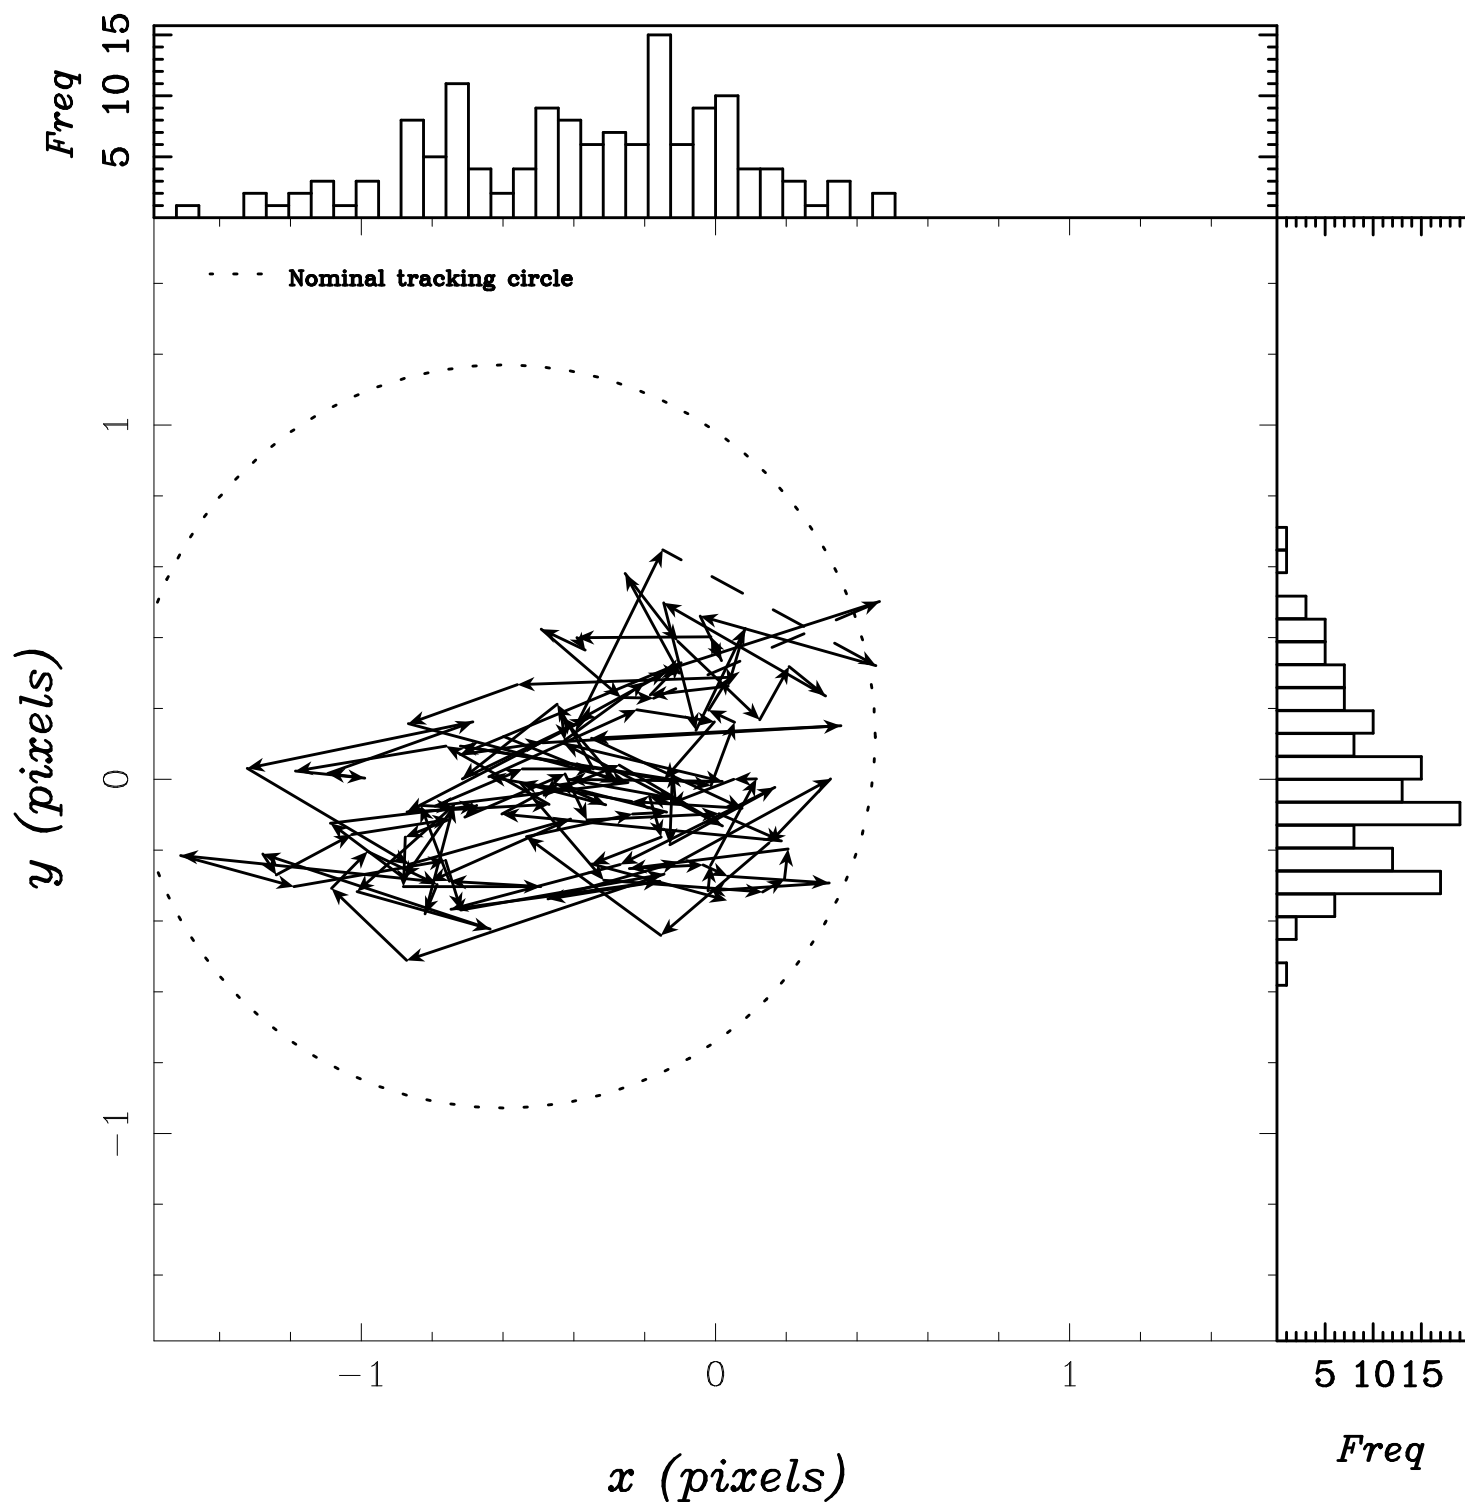 Freq
5 10 15
Nominal tracking circle
1
0
−1
y (pixels)
−1 0 1
5 10 15
x (pixels)
Freq